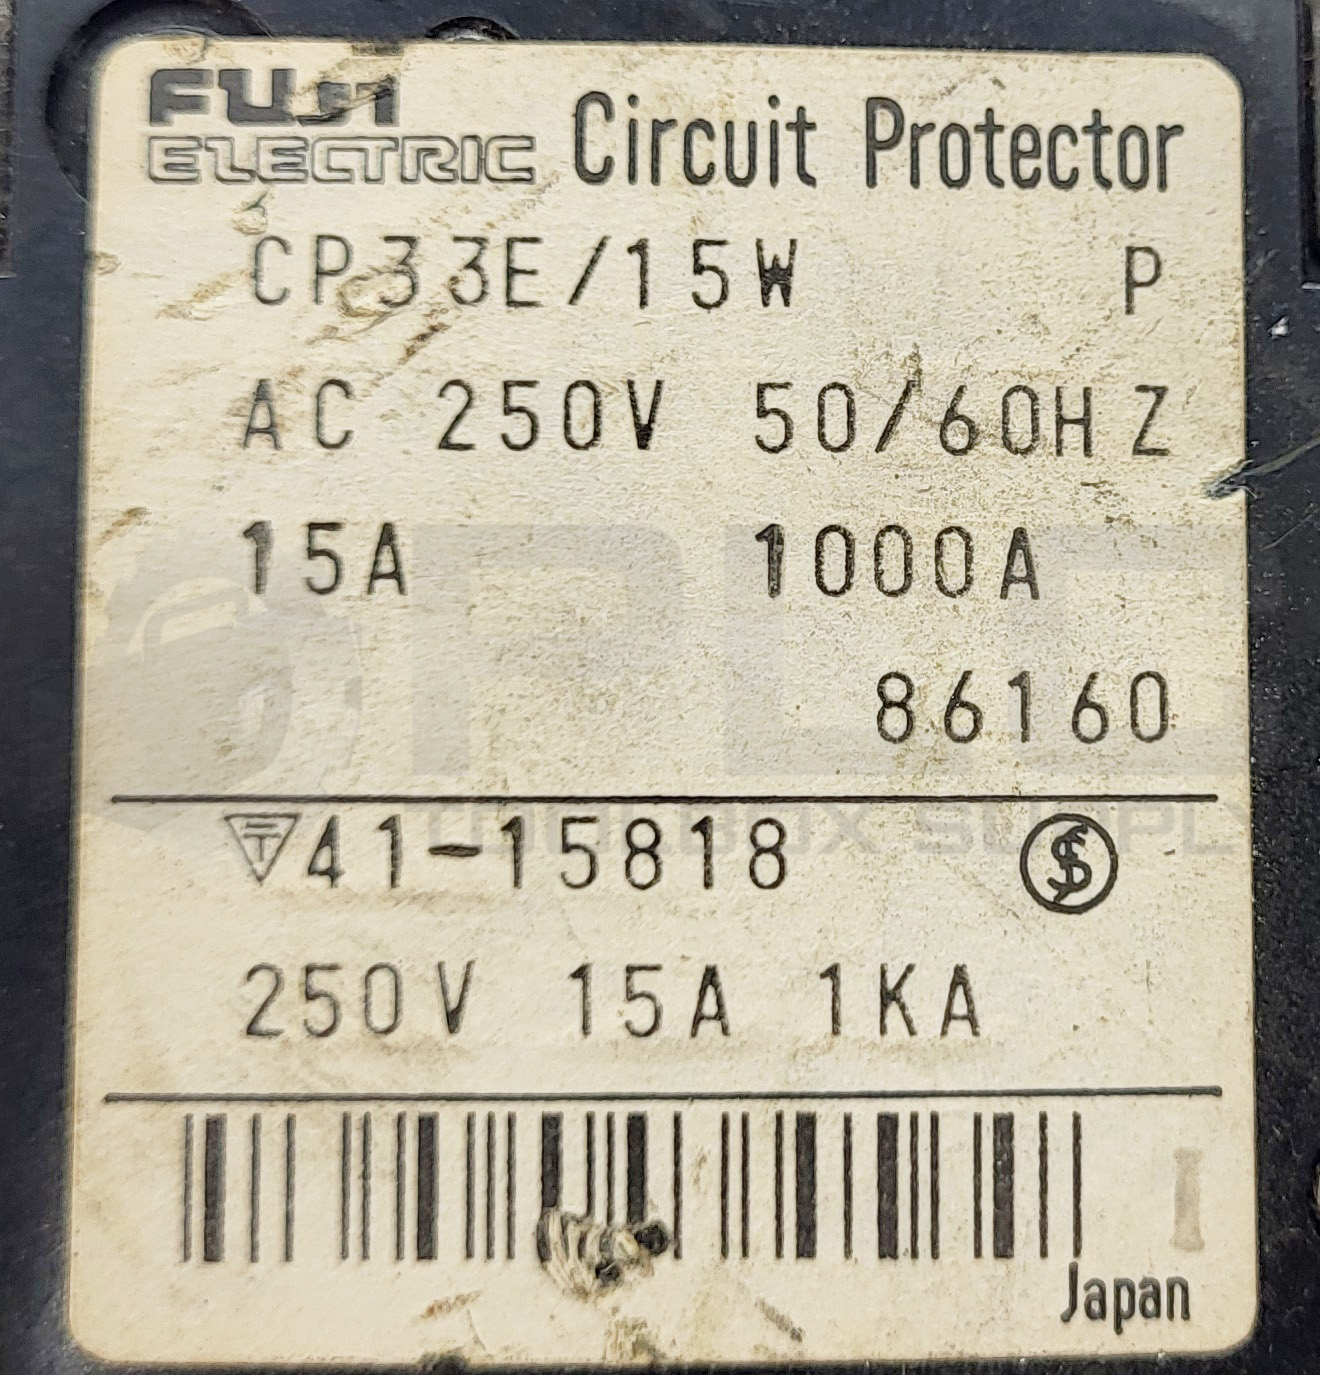 FUJI
ELECTRIC Circuit Protector
CP33E/15W P
AC 250V 50/60HZ
15A 1000A
86160
41-15818
250V 15A 1KA
Japan